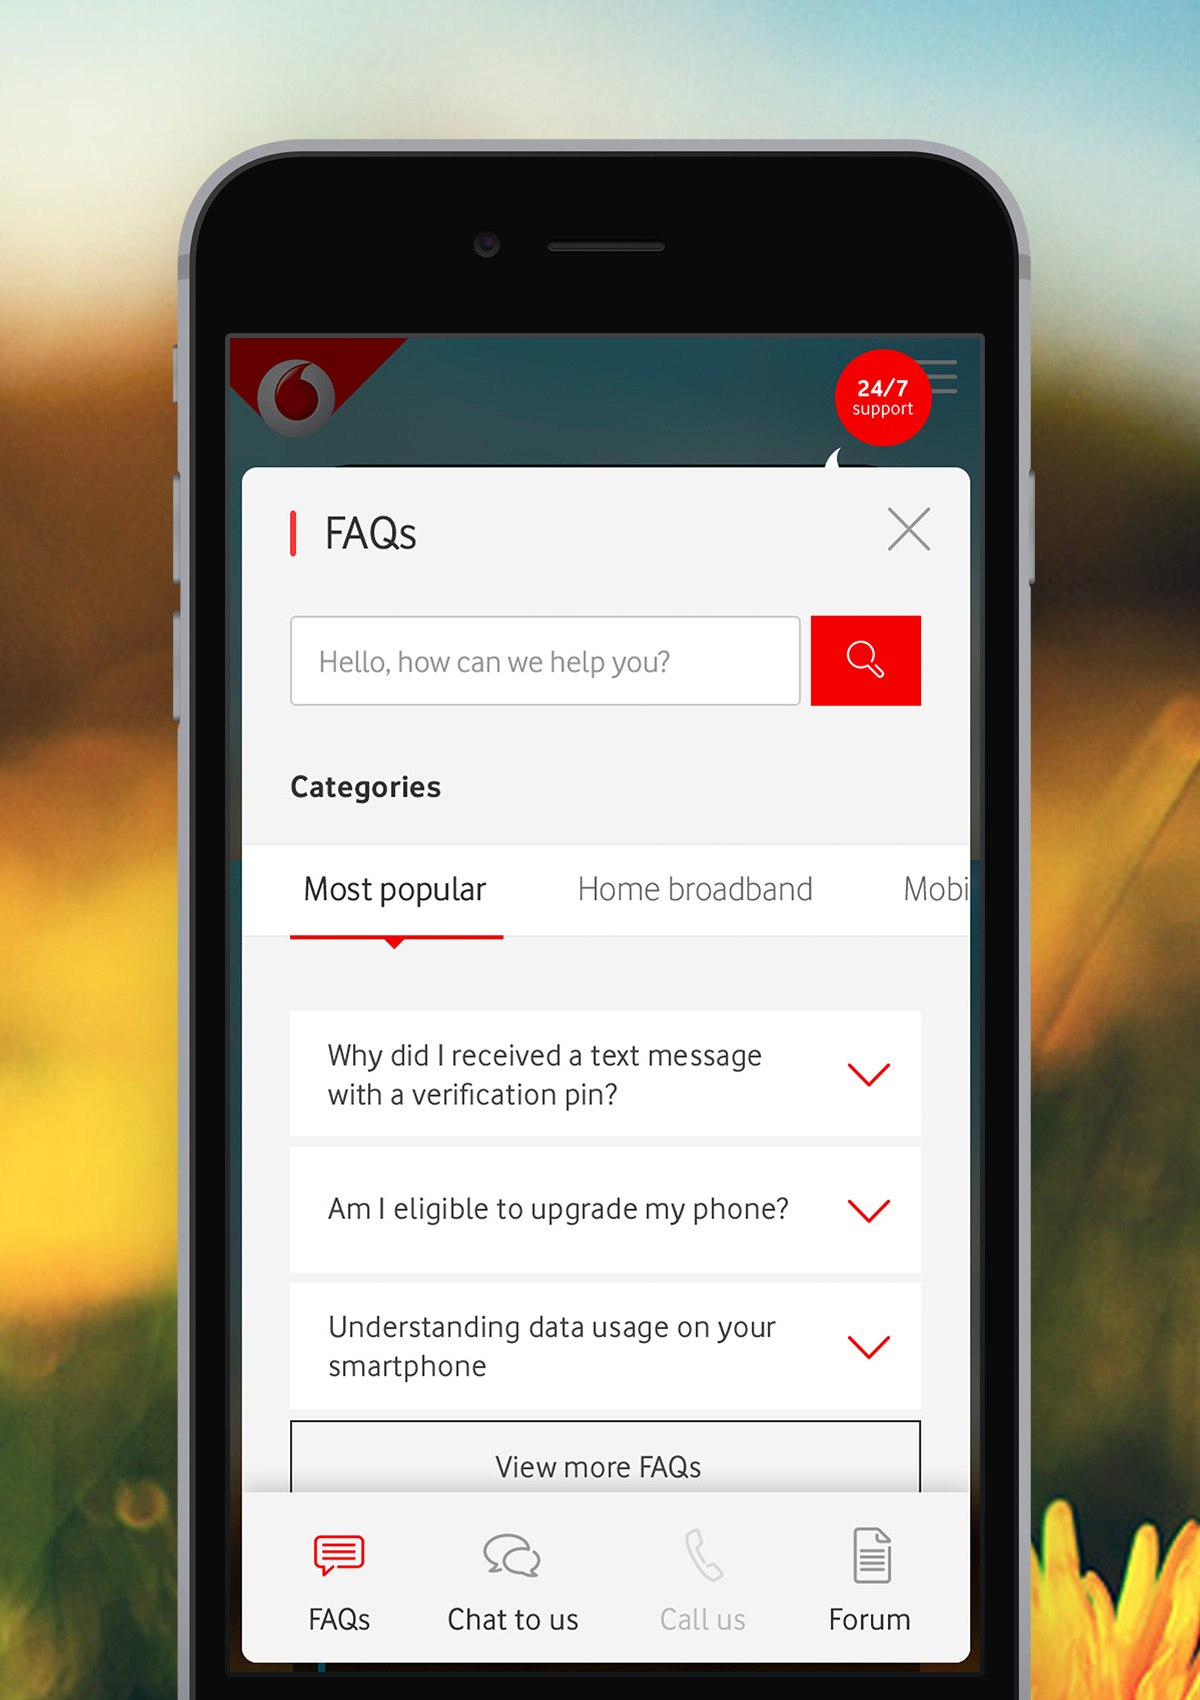 24/7
support
FAQs
Hello, how can we help you?
Categories
Most popular Home broadband Mobi
Why did I received a text message
with a verification pin?
Am I eligible to upgrade my phone?
Understanding data usage on your
smartphone
View more FAQs
FAQs Chat to us Call us Forum